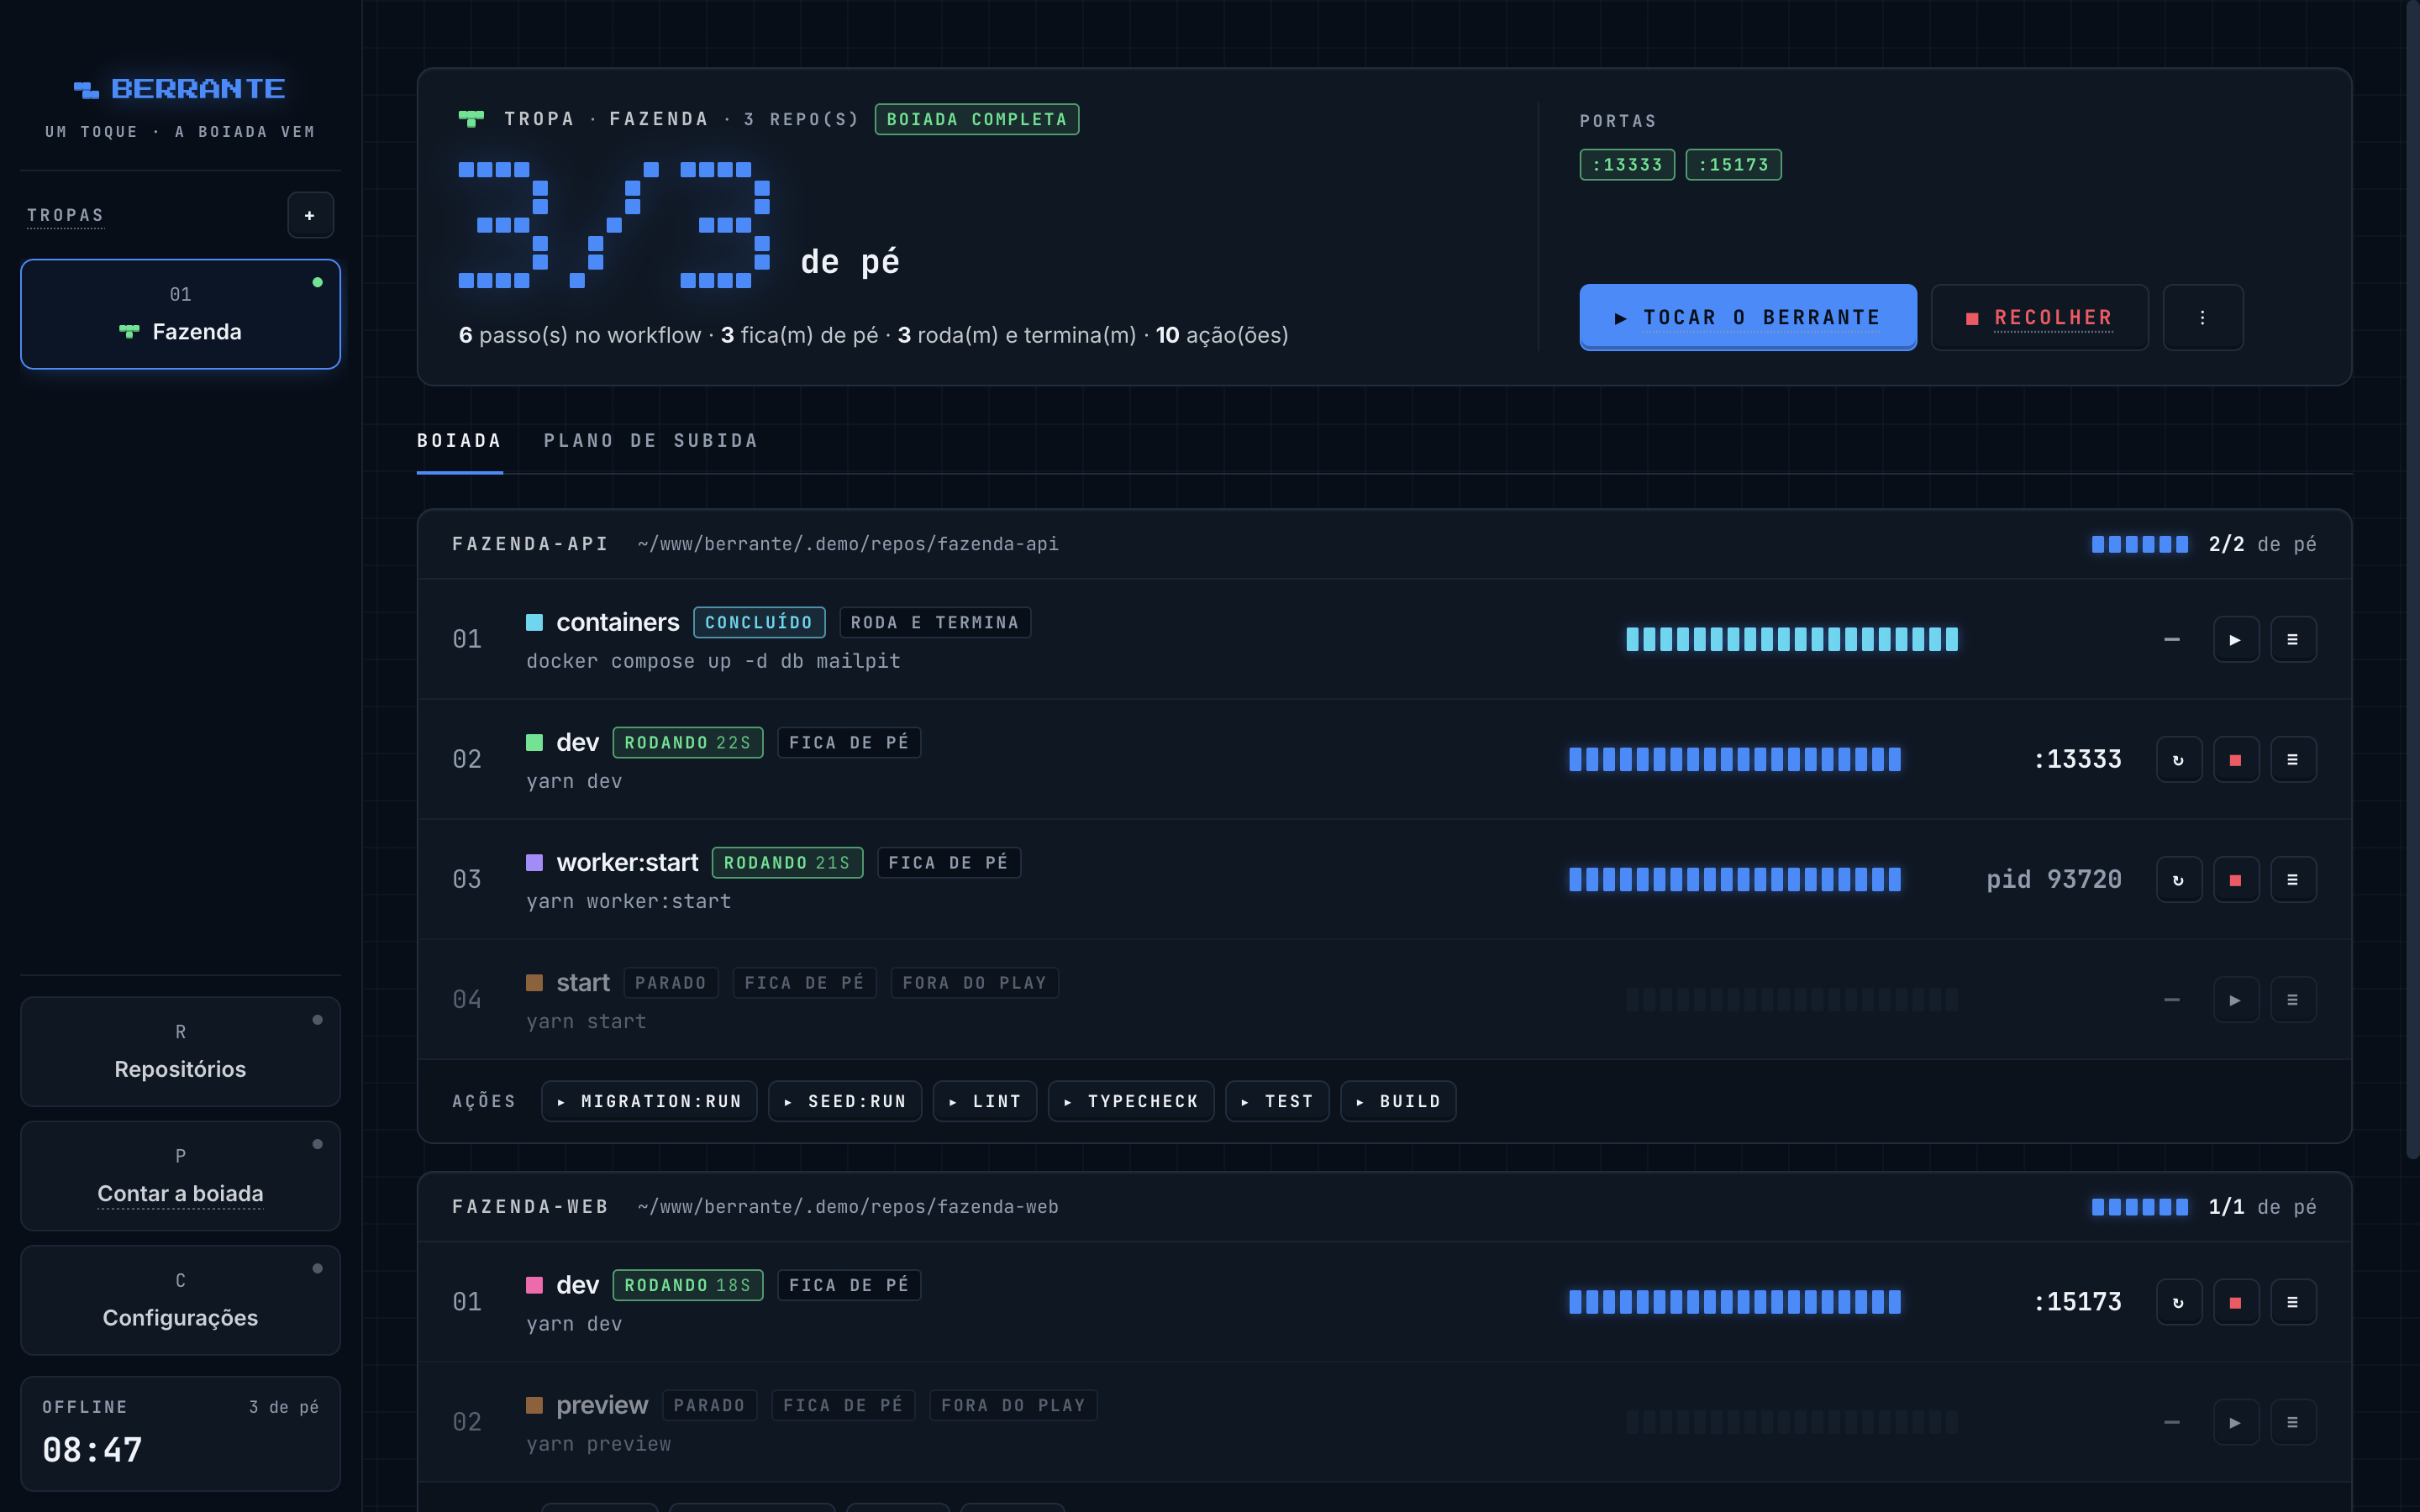 BERRANTE
UM TOQUE · A BOIADA VEM
TROPAS
+
01
Fazenda
R
Repositórios
P
Contar a boiada
C
Configurações
OFFLINE 3 de pé
08:47
TROPA · FAZENDA · 3 REPO(S) BOIADA COMPLETA
3/3 de pé
6 passo(s) no workflow · 3 fica(m) de pé · 3 roda(m) e termina(m) · 10 ação(ões)
PORTAS
:13333 :15173
▶ TOCAR O BERRANTE ■ RECOLHER ⋮
BOIADA PLANO DE SUBIDA
FAZENDA-API ~/www/berrante/.demo/repos/fazenda-api 2/2 de pé
01 containers CONCLUÍDO RODA E TERMINA —
docker compose up -d db mailpit
02 dev RODANDO 22S FICA DE PÉ :13333
yarn dev
03 worker:start RODANDO 21S FICA DE PÉ pid 93720
yarn worker:start
04 start PARADO FICA DE PÉ FORA DO PLAY —
yarn start
AÇÕES ▸ MIGRATION:RUN ▸ SEED:RUN ▸ LINT ▸ TYPECHECK ▸ TEST ▸ BUILD
FAZENDA-WEB ~/www/berrante/.demo/repos/fazenda-web 1/1 de pé
01 dev RODANDO 18S FICA DE PÉ :15173
yarn dev
02 preview PARADO FICA DE PÉ FORA DO PLAY —
yarn preview